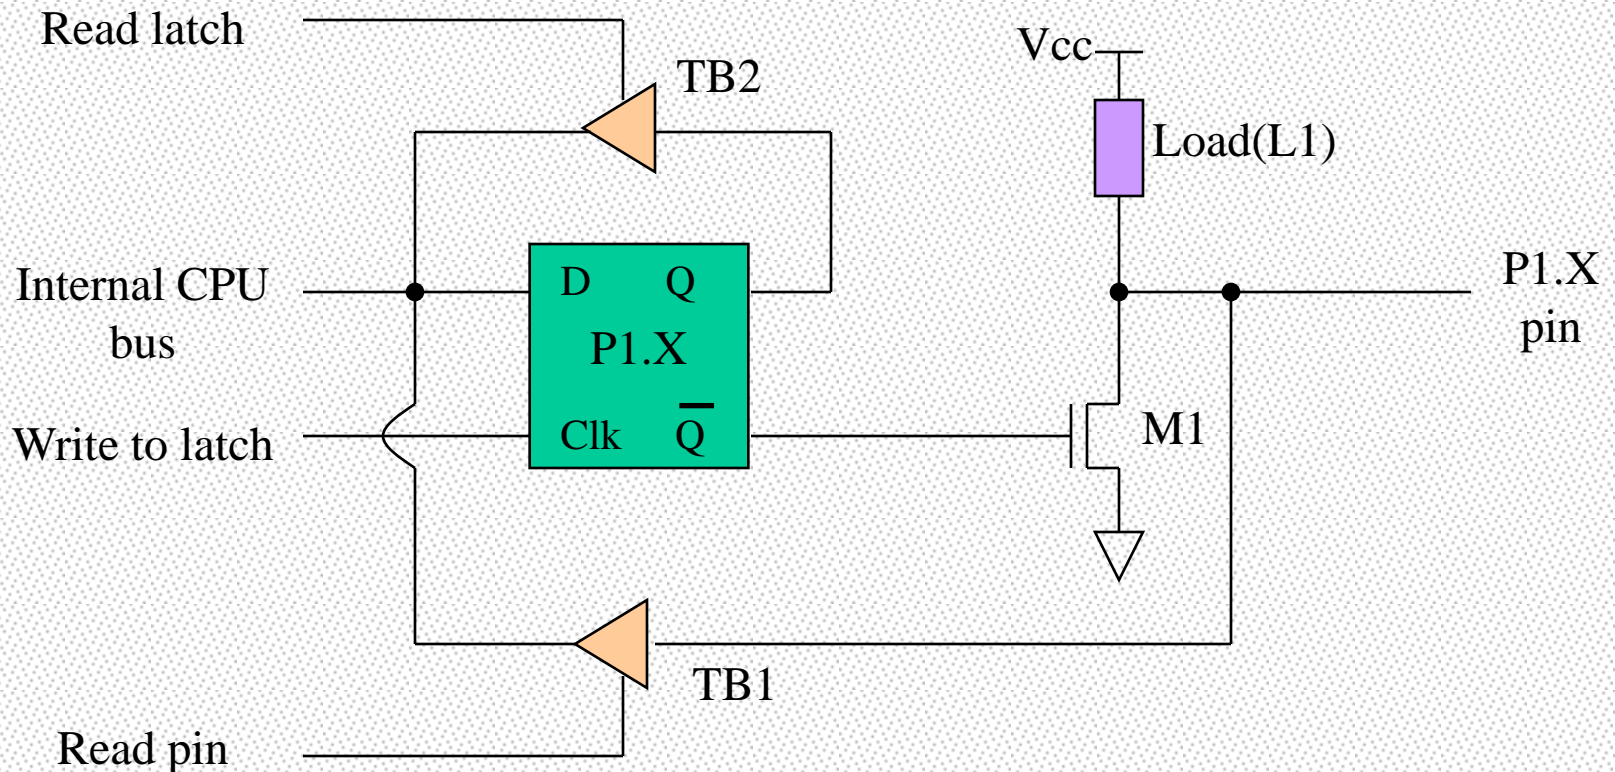 Read latch
TB2
Vcc
Load(L1)
Internal CPU
bus
D Q
P1.X
Clk Q̅
P1.X
pin
Write to latch
M1
TB1
Read pin